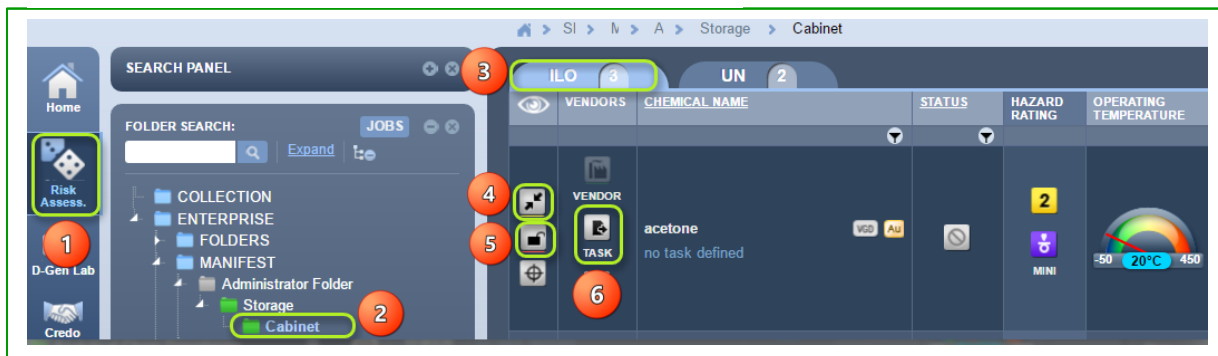 SI > M > A > Storage > Cabinet
Home
SEARCH PANEL
3
ILO 3
UN 2
VENDORS
CHEMICAL NAME
STATUS
HAZARD RATING
OPERATING TEMPERATURE
FOLDER SEARCH:
JOBS
Expand
Risk
Assess.
1
D-Gen Lab
Credo
COLLECTION
ENTERPRISE
FOLDERS
MANIFEST
Administrator Folder
Storage
Cabinet
2
4
5
VENDOR
TASK
6
acetone
no task defined
VGD Au
2
MINI
-50 20°C 450